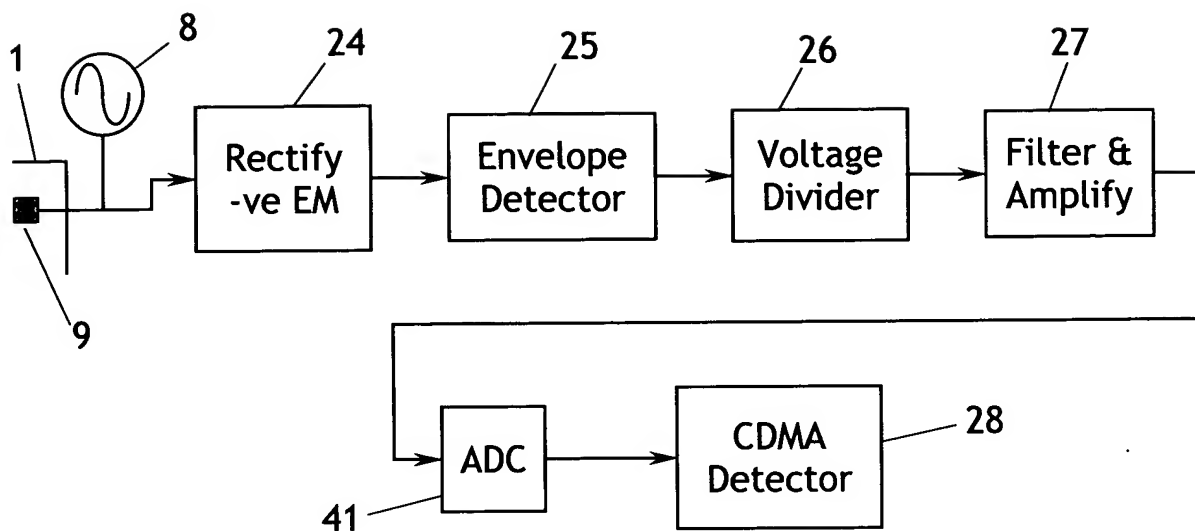 1
8
24
25
26
27
Rectify
-ve EM
Envelope
Detector
Voltage
Divider
Filter &
Amplify
9
ADC
CDMA
Detector
28
41